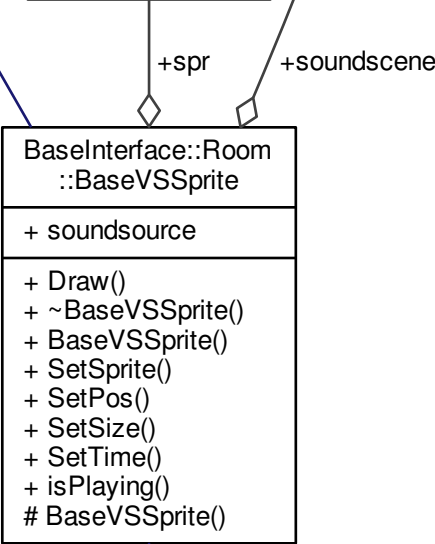 +spr
+soundscene
BaseInterface::Room
::BaseVSSprite
+ soundsource
+ Draw()
+ ~BaseVSSprite()
+ BaseVSSprite()
+ SetSprite()
+ SetPos()
+ SetSize()
+ SetTime()
+ isPlaying()
# BaseVSSprite()